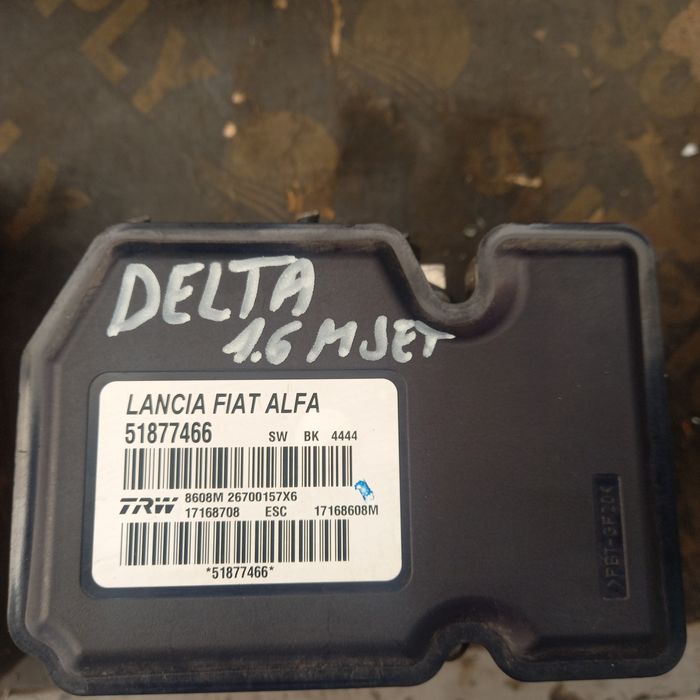 DELTA
1.6 MJET
LANCIA FIAT ALFA
51877466 SW BK 4444
TRW 8608M 26700157X6
17168708 ESC 17168608M
*51877466*